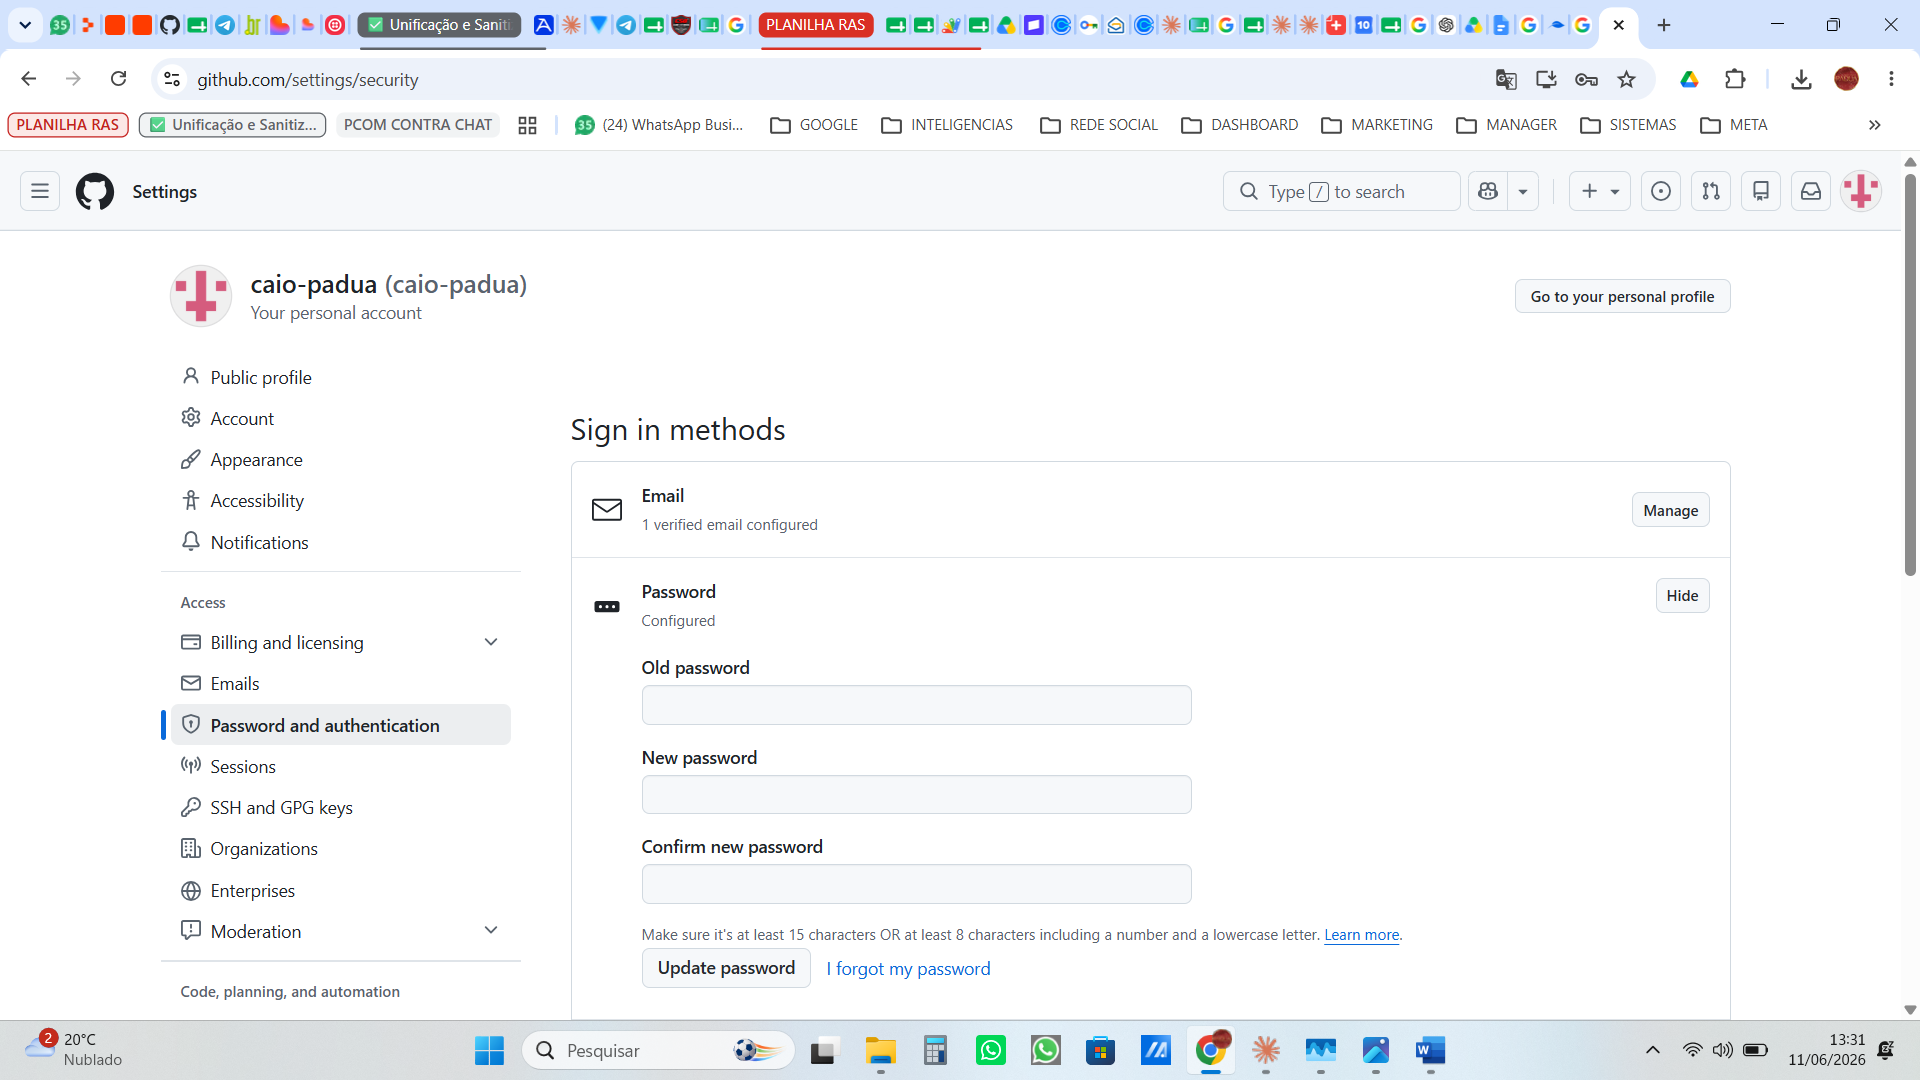 35
Unificação e Saniti
PLANILHA RAS
10
github.com/settings/security
PLANILHA RAS
Unificação e Sanitiz...
PCOM CONTRA CHAT
35
(24) WhatsApp Busi...
GOOGLE
INTELIGENCIAS
REDE SOCIAL
DASHBOARD
MARKETING
MANAGER
SISTEMAS
META
Settings
Type / to search
caio-padua (caio-padua)
Your personal account
Go to your personal profile
Public profile
Account
Appearance
Accessibility
Notifications
Access
Billing and licensing
Emails
Password and authentication
Sessions
SSH and GPG keys
Organizations
Enterprises
Moderation
Code, planning, and automation
Sign in methods
Email
1 verified email configured
Manage
Password
Configured
Hide
Old password
New password
Confirm new password
Make sure it's at least 15 characters OR at least 8 characters including a number and a lowercase letter. Learn more.
Update password
I forgot my password
2
20°C
Nublado
Pesquisar
13:31
11/06/2026